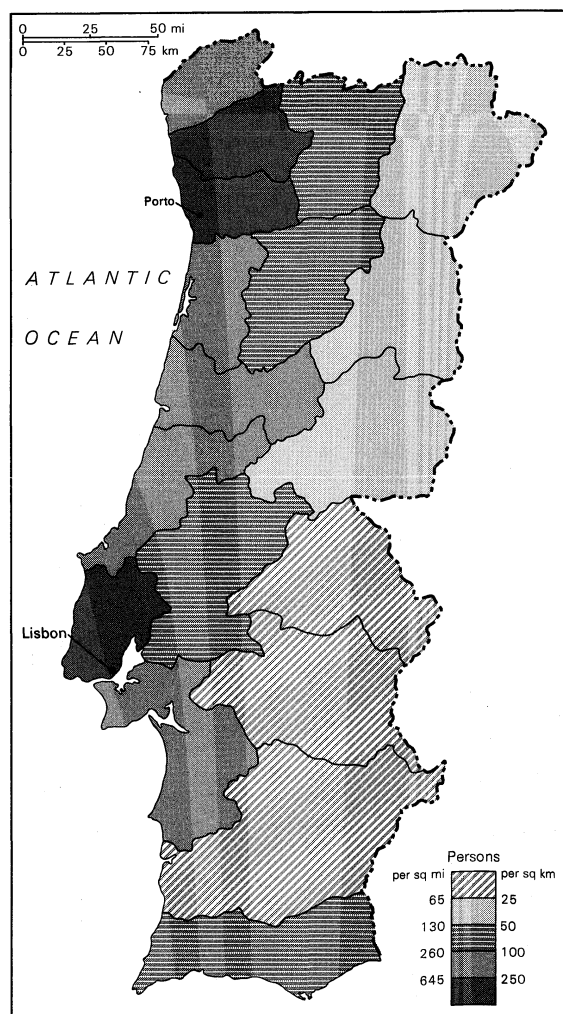 0 25 50 mi
0 25 50 75 km
Porto
ATLANTIC
OCEAN
Lisbon
Persons
per sq mi per sq km
65 25
130 50
260 100
645 250